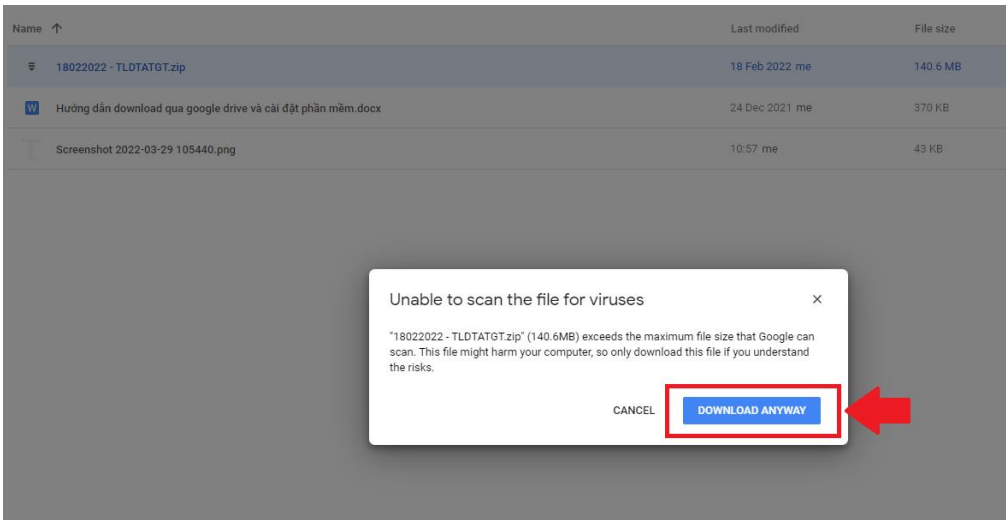 Name ↑ Last modified File size
18022022 - TLDTATGT.zip 18 Feb 2022 me 140.6 MB
W Hướng dẫn download qua google drive và cài đặt phần mềm.docx 24 Dec 2021 me 370 KB
Screenshot 2022-03-29 105440.png 10:57 me 43 KB
Unable to scan the file for viruses ×
"18022022 - TLDTATGT.zip" (140.6MB) exceeds the maximum file size that Google can
scan. This file might harm your computer, so only download this file if you understand
the risks.
CANCEL DOWNLOAD ANYWAY